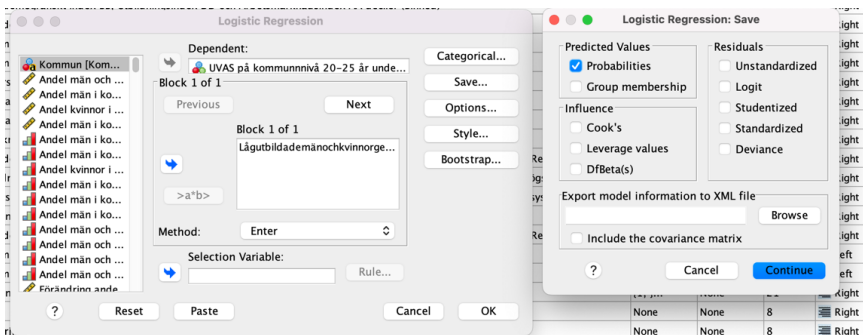 Logistic Regression
Dependent:
Kommun [Kom...
Andel män och ...
Andel män i ko...
Andel kvinnor i ...
Andel män i ko...
Andel män i ko...
Andel män i ko...
Andel kvinnor i ...
Andel män i ko...
Andel män i ko...
Andel män och ...
Andel män och ...
Andel män och ...
Andel män och ...
Förändring ande...
UVAS på kommunnnivå 20-25 år unde...
Block 1 of 1
Previous
Next
Block 1 of 1
Lågutbildademänochkvinnorge...
>a*b>
Method:
Enter
Selection Variable:
Rule...
Categorical...
Save...
Options...
Style...
Bootstrap...
?
Reset
Paste
Cancel
OK
Logistic Regression: Save
Predicted Values
Probabilities
Group membership
Influence
Cook's
Leverage values
DfBeta(s)
Residuals
Unstandardized
Logit
Studentized
Standardized
Deviance
Export model information to XML file
Browse
Include the covariance matrix
?
Cancel
Continue
None
None
8
Right
None
None
8
Right